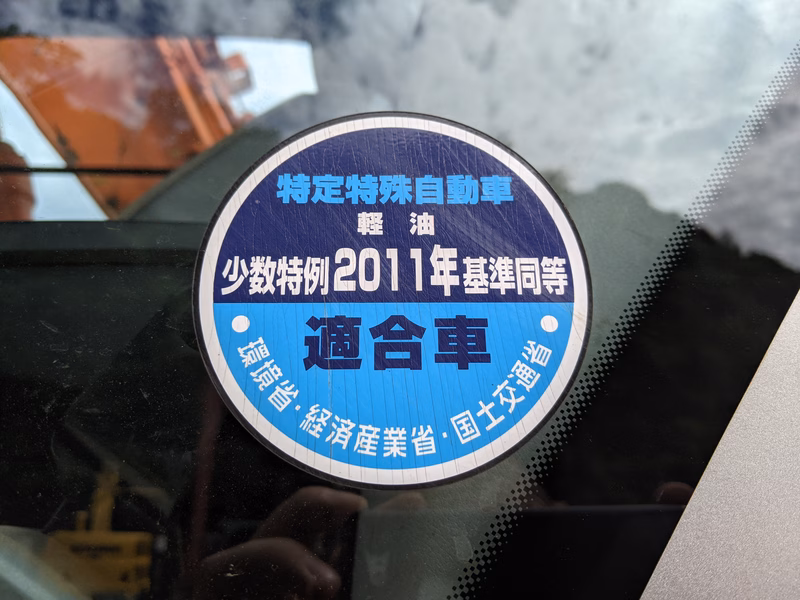 特定特殊自動車
軽 油
少数特例2011年基準同等
適合車
環境省・経済産業省・国土交通省